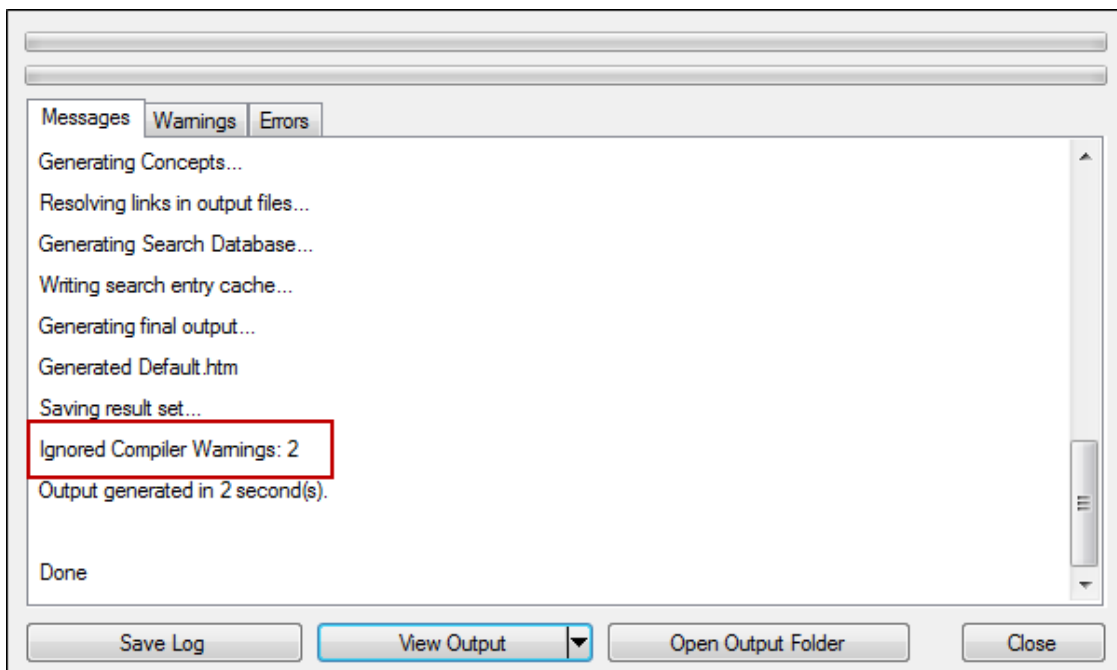 Messages Warnings Errors
Generating Concepts...
Resolving links in output files...
Generating Search Database...
Writing search entry cache...
Generating final output...
Generated Default.htm
Saving result set...
Ignored Compiler Warnings: 2
Output generated in 2 second(s).
Done
Save Log View Output Open Output Folder Close